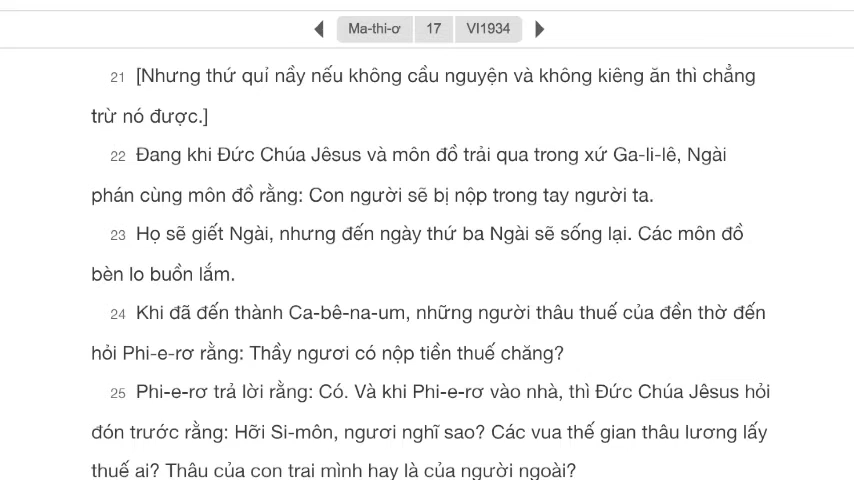 Ma-thi-ơ 17 VI1934
21 [Nhưng thứ quỉ nầy nếu không cầu nguyện và không kiêng ăn thì chẳng
trừ nó được.]
22 Đang khi Đức Chúa Jêsus và môn đồ trải qua trong xứ Ga-li-lê, Ngài
phán cùng môn đồ rằng: Con người sẽ bị nộp trong tay người ta.
23 Họ sẽ giết Ngài, nhưng đến ngày thứ ba Ngài sẽ sống lại. Các môn đồ
bèn lo buồn lắm.
24 Khi đã đến thành Ca-bê-na-um, những người thâu thuế của đền thờ đến
hỏi Phi-e-rơ rằng: Thầy ngươi có nộp tiền thuế chăng?
25 Phi-e-rơ trả lời rằng: Có. Và khi Phi-e-rơ vào nhà, thì Đức Chúa Jêsus hỏi
đón trước rằng: Hỡi Si-môn, ngươi nghĩ sao? Các vua thế gian thâu lương lấy
thuế ai? Thâu của con trai mình hay là của người ngoài?